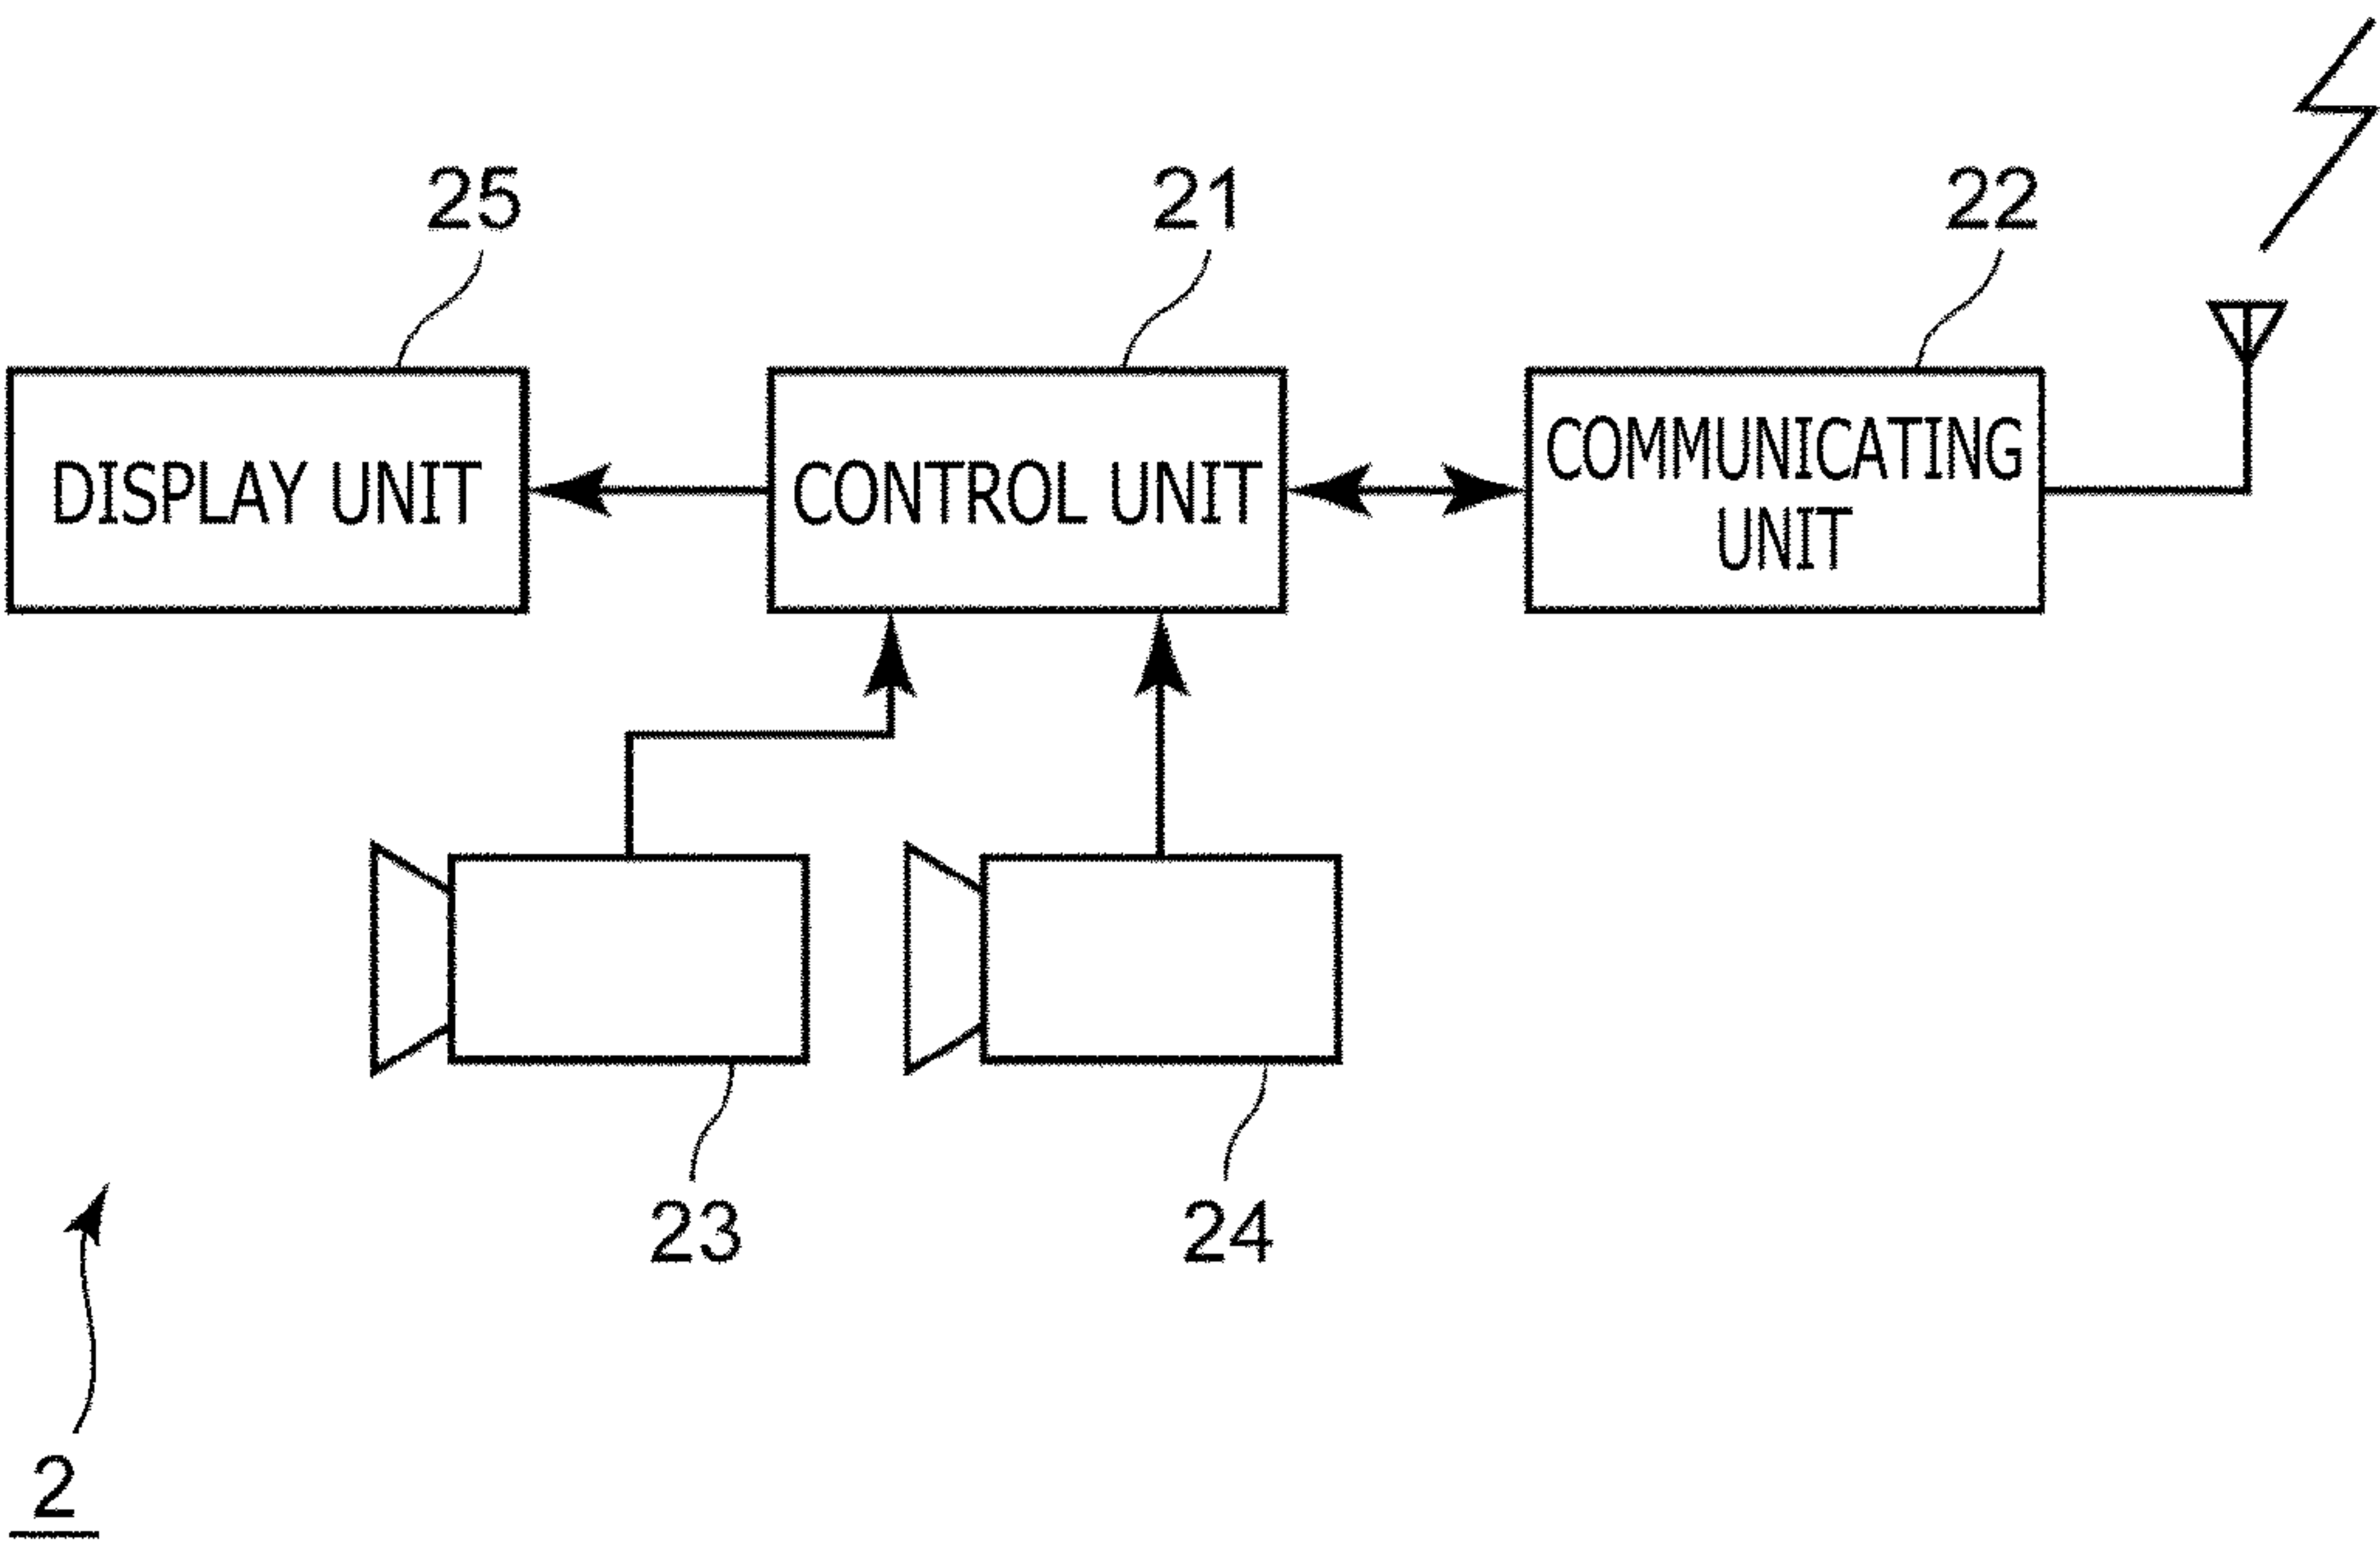 25
21
22
DISPLAY UNIT
CONTROL UNIT
COMMUNICATING
UNIT
23
24
2